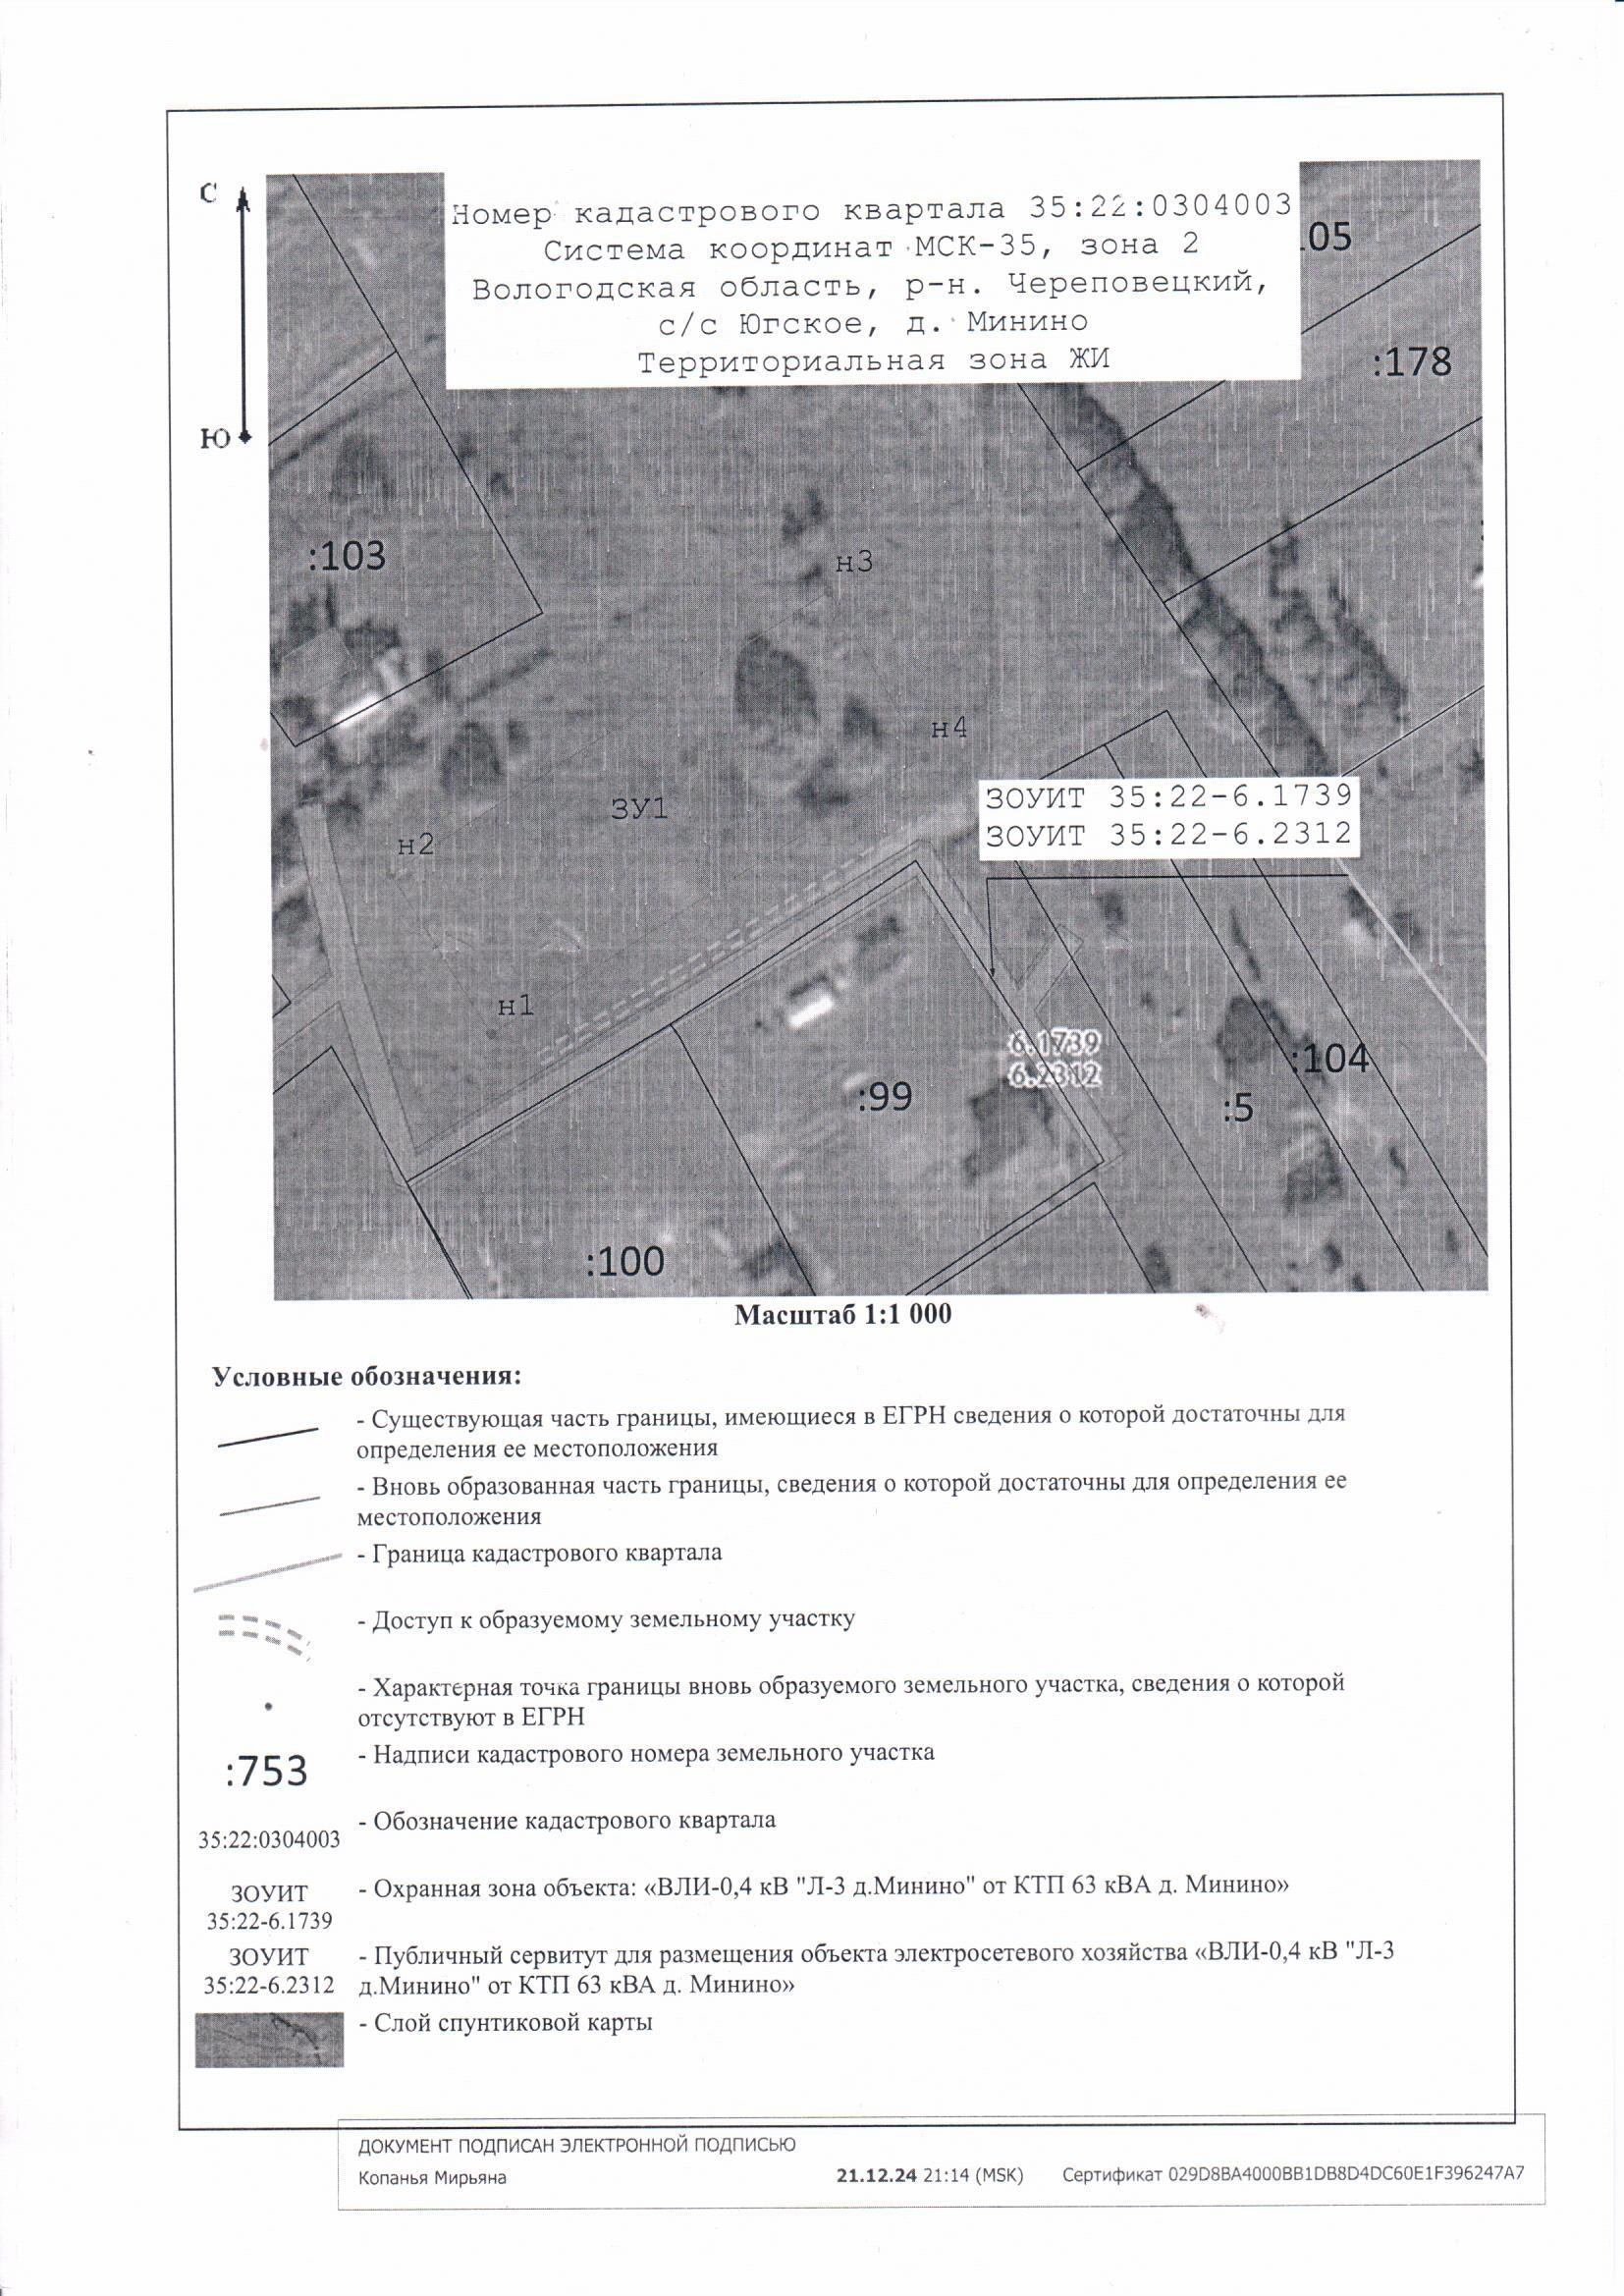 С
Номер кадастрового квартала 35:22:0304003
Система координат МСК-35, зона 2
Вологодская область, р-н. Череповецкий,
с/с Югское, д. Минино
Территориальная зона ЖИ
05
:178
Ю
:103
н3
н4
ЗУ1
н2
ЗОУИТ 35:22-6.1739
ЗОУИТ 35:22-6.2312
н1
6.1739
6.2312
:99
:104
:5
:100
Масштаб 1:1 000
Условные обозначения:
- Существующая часть границы, имеющиеся в ЕГРН сведения о которой достаточны для
определения ее местоположения
- Вновь образованная часть границы, сведения о которой достаточны для определения ее
местоположения
- Граница кадастрового квартала
- Доступ к образуемому земельному участку
- Характерная точка границы вновь образуемого земельного участка, сведения о которой
отсутствуют в ЕГРН
:753
- Надписи кадастрового номера земельного участка
35:22:0304003
- Обозначение кадастрового квартала
ЗОУИТ
35:22-6.1739
- Охранная зона объекта: «ВЛИ-0,4 кВ "Л-3 д.Минино" от КТП 63 кВА д. Минино»
ЗОУИТ
35:22-6.2312
- Публичный сервитут для размещения объекта электросетевого хозяйства «ВЛИ-0,4 кВ "Л-3
д.Минино" от КТП 63 кВА д. Минино»
- Слой спунтиковой карты
ДОКУМЕНТ ПОДПИСАН ЭЛЕКТРОННОЙ ПОДПИСЬЮ
Копанья Мирьяна
21.12.24 21:14 (MSK)
Сертификат 029D8BA4000BB1DB8D4DC60E1F396247A7